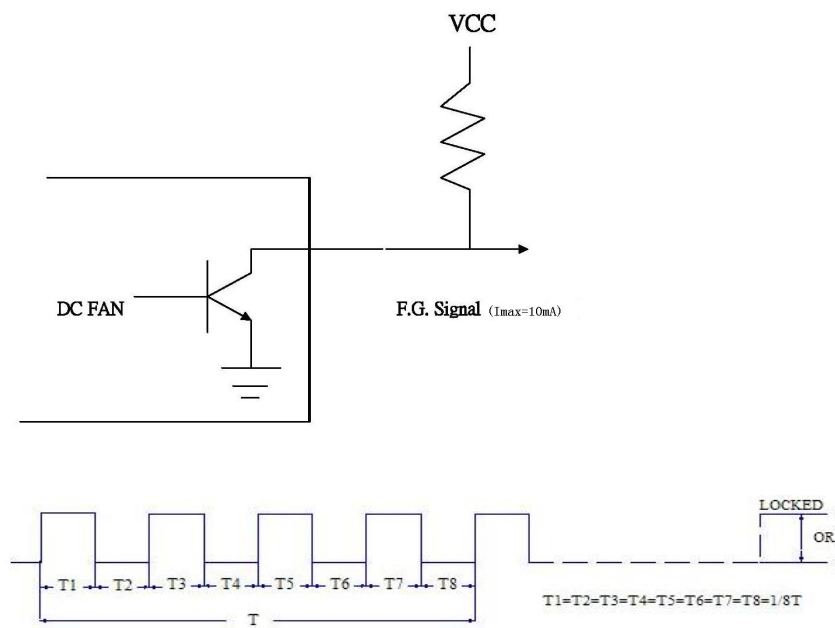 VCC
DC FAN
F.G. Signal (Imax=10mA)
LOCKED
OR
T1 T2 T3 T4 T5 T6 T7 T8
T1=T2=T3=T4=T5=T6=T7=T8=1/8T
T